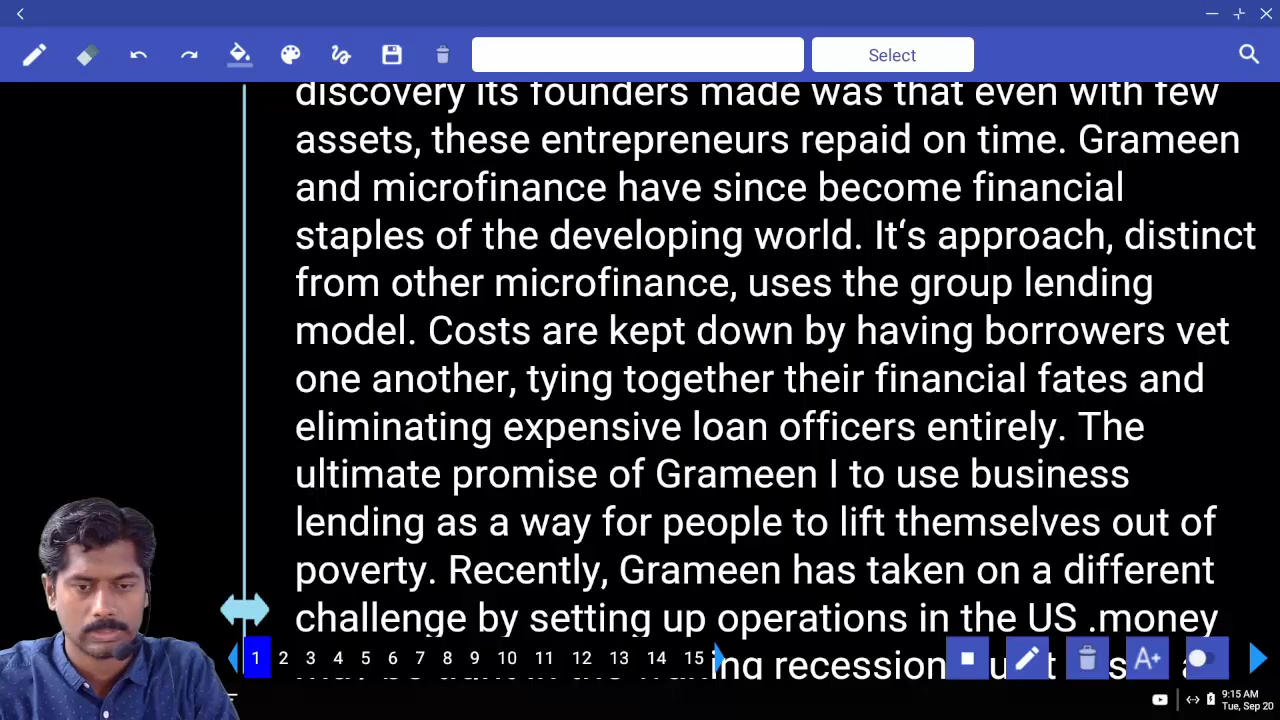 Select
discovery its founders made was that even with few
assets, these entrepreneurs repaid on time. Grameen
and microfinance have since become financial
staples of the developing world. It‘s approach, distinct
from other microfinance, uses the group lending
model. Costs are kept down by having borrowers vet
one another, tying together their financial fates and
eliminating expensive loan officers entirely. The
ultimate promise of Grameen I to use business
lending as a way for people to lift themselves out of
poverty. Recently, Grameen has taken on a different
challenge by setting up operations in the US .money
recession
1 2 3 4 5 6 7 8 9 10 11 12 13 14 15
A+
9:15 AM
Tue, Sep 20